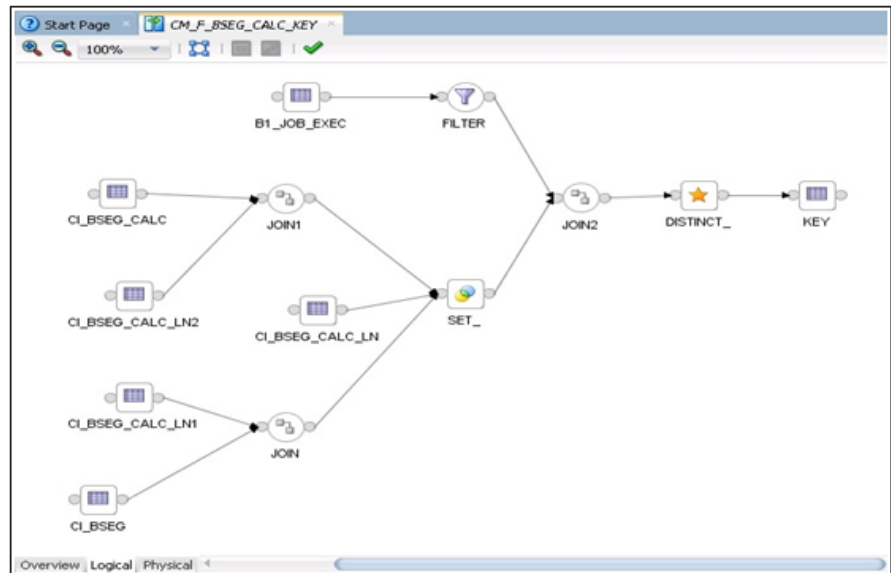 Start Page
CM_F_BSEG_CALC_KEY
100%
B1_JOB_EXEC
FILTER
CI_BSEG_CALC
JOIN1
JOIN2
DISTINCT_
KEY
CI_BSEG_CALC_LN2
CI_BSEG_CALC_LN
SET_
CI_BSEG_CALC_LN1
JOIN
CI_BSEG
Overview Logical Physical